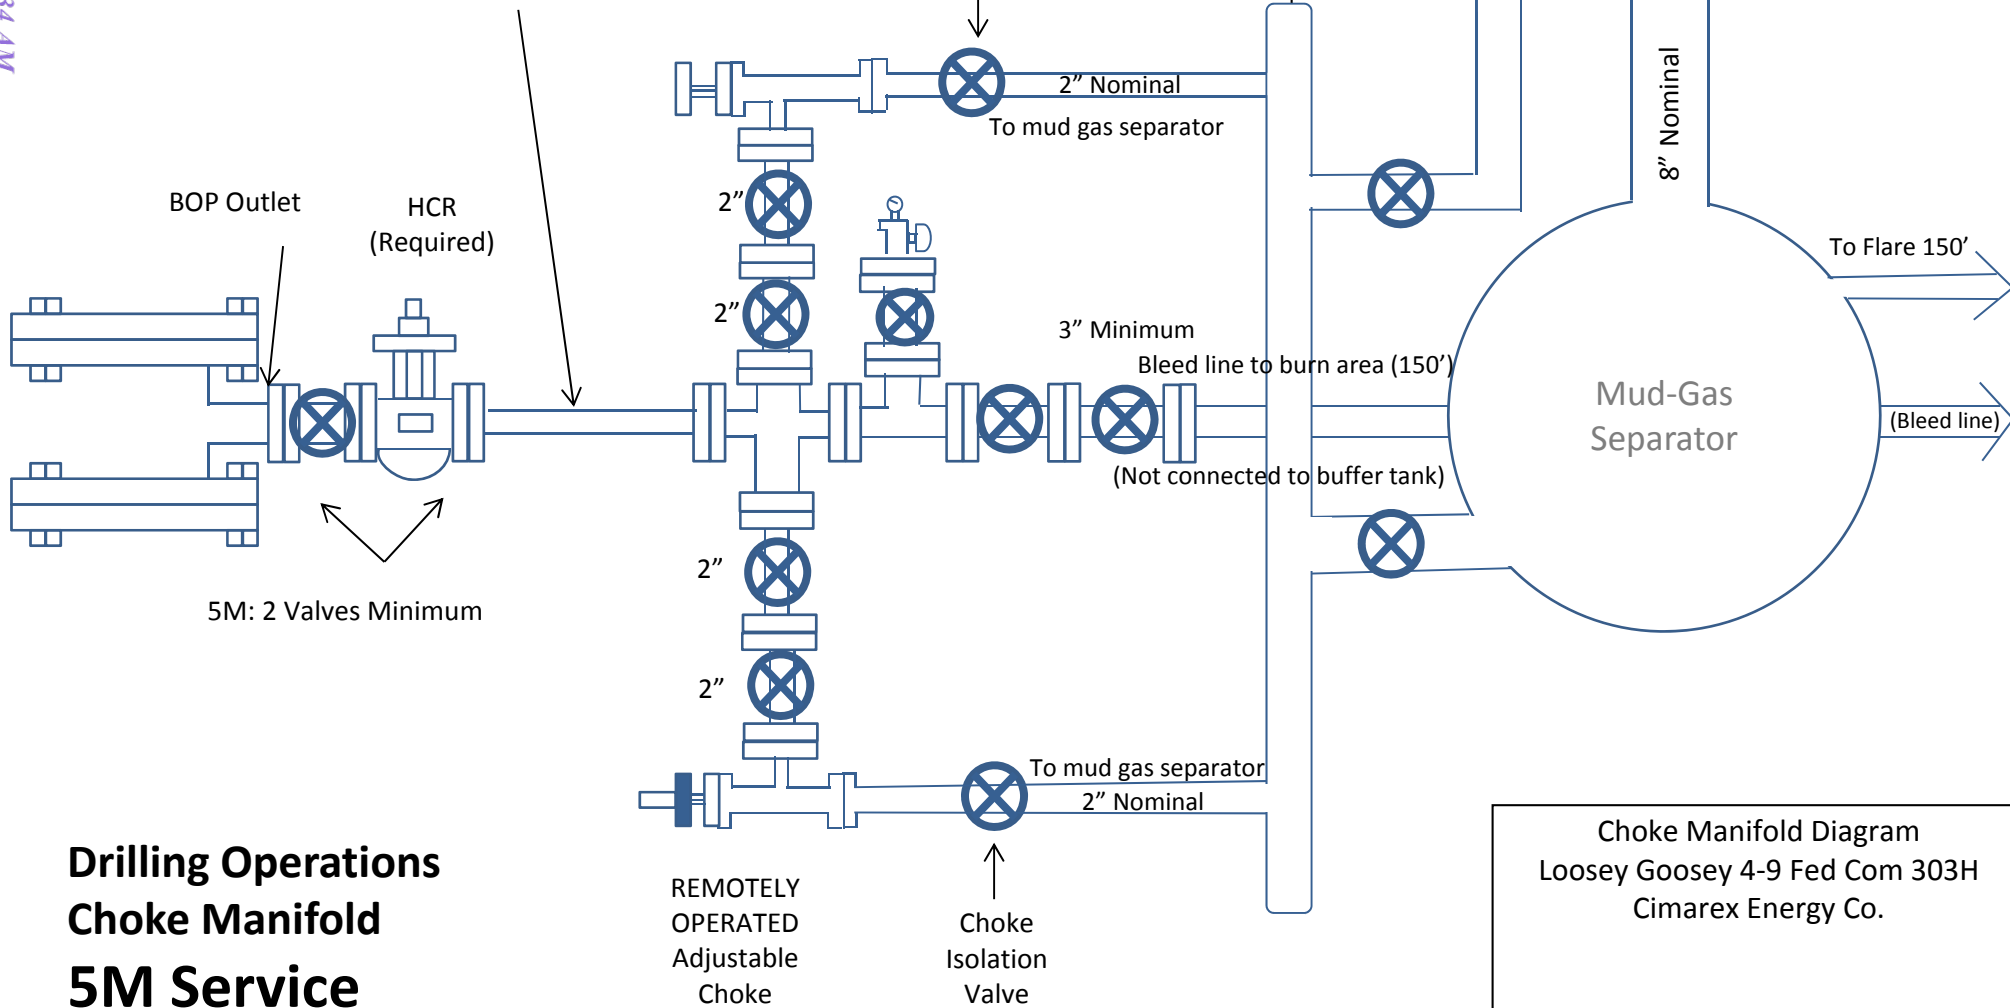 34 AM
2” Nominal
To mud gas separator
8” Nominal
BOP Outlet
HCR
(Required)
2”
2”
To Flare 150’
3” Minimum
Bleed line to burn area (150’)
Mud-Gas
Separator
(Bleed line)
(Not connected to buffer tank)
2”
5M: 2 Valves Minimum
2”
To mud gas separator
2” Nominal
Drilling Operations
Choke Manifold
5M Service
REMOTELY
OPERATED
Adjustable
Choke
Choke
Isolation
Valve
Choke Manifold Diagram
Loosey Goosey 4-9 Fed Com 303H
Cimarex Energy Co.